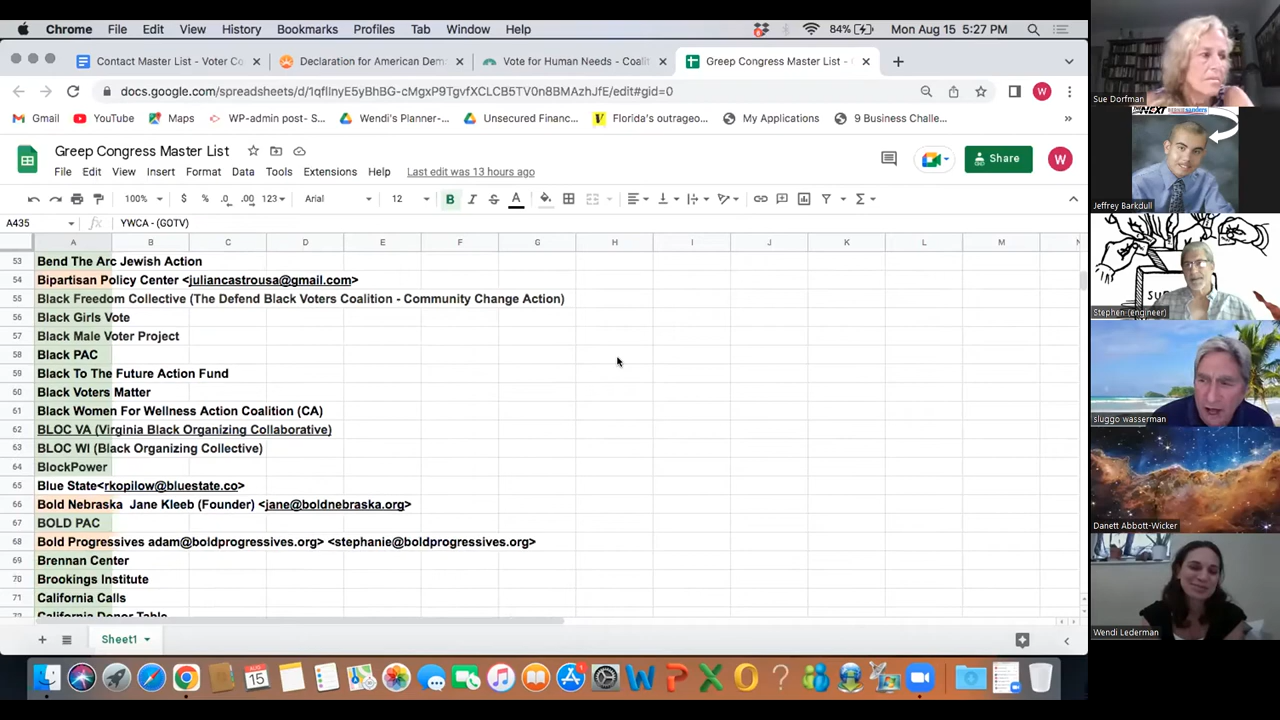 Chrome File Edit View History Bookmarks Profiles Tab Window Help 84% Mon Aug 15 5:27 PM
Contact Master List - Voter Co Declaration for American Dem Vote for Human Needs - Coalit Greep Congress Master List -
docs.google.com/spreadsheets/d/1qfIlnyE5yBhBG-cMgxP9TgvfXCLCB5TV0n8BMAzhJfE/edit#gid=0
Gmail YouTube Maps WP-admin post - S... Wendi's Planner-... Unsecured Financ... Florida's outrageo... My Applications -... 9 Business Challe...
Greep Congress Master List
File Edit View Insert Format Data Tools Extensions Help Last edit was 13 hours ago
Share
W
100% $ % .0 .00 123 Arial 12 B I S A
A435 fx YWCA - (GOTV)
A B C D E F G H I J K L M
53 Bend The Arc Jewish Action
54 Bipartisan Policy Center <juliancastrousa@gmail.com>
55 Black Freedom Collective (The Defend Black Voters Coalition - Community Change Action)
56 Black Girls Vote
57 Black Male Voter Project
58 Black PAC
59 Black To The Future Action Fund
60 Black Voters Matter
61 Black Women For Wellness Action Coalition (CA)
62 BLOC VA (Virginia Black Organizing Collaborative)
63 BLOC WI (Black Organizing Collective)
64 BlockPower
65 Blue State<rkopilow@bluestate.co>
66 Bold Nebraska Jane Kleeb (Founder) <jane@boldnebraska.org>
67 BOLD PAC
68 Bold Progressives adam@boldprogressives.org> <stephanie@boldprogressives.org>
69 Brennan Center
70 Brookings Institute
71 California Calls
72 California Donor Table
Sheet1
Sue Dorfman
Jeffrey Barkdull
Stephen (engineer)
sluggo wasserman
Danett Abbott-Wicker
Wendi Lederman